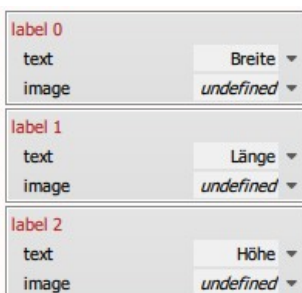 label 0
text Breite
image undefined
label 1
text Länge
image undefined
label 2
text Höhe
image undefined